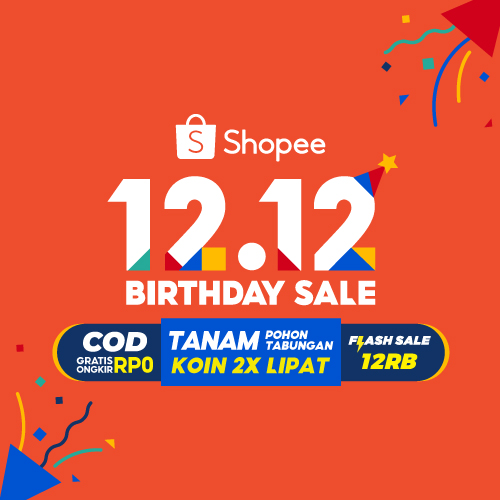 S
Shopee
12.12
BIRTHDAY SALE
COD
GRATIS
ONGKIR RP0
TANAM POHON
TABUNGAN
KOIN 2X LIPAT
FLASH SALE
12RB